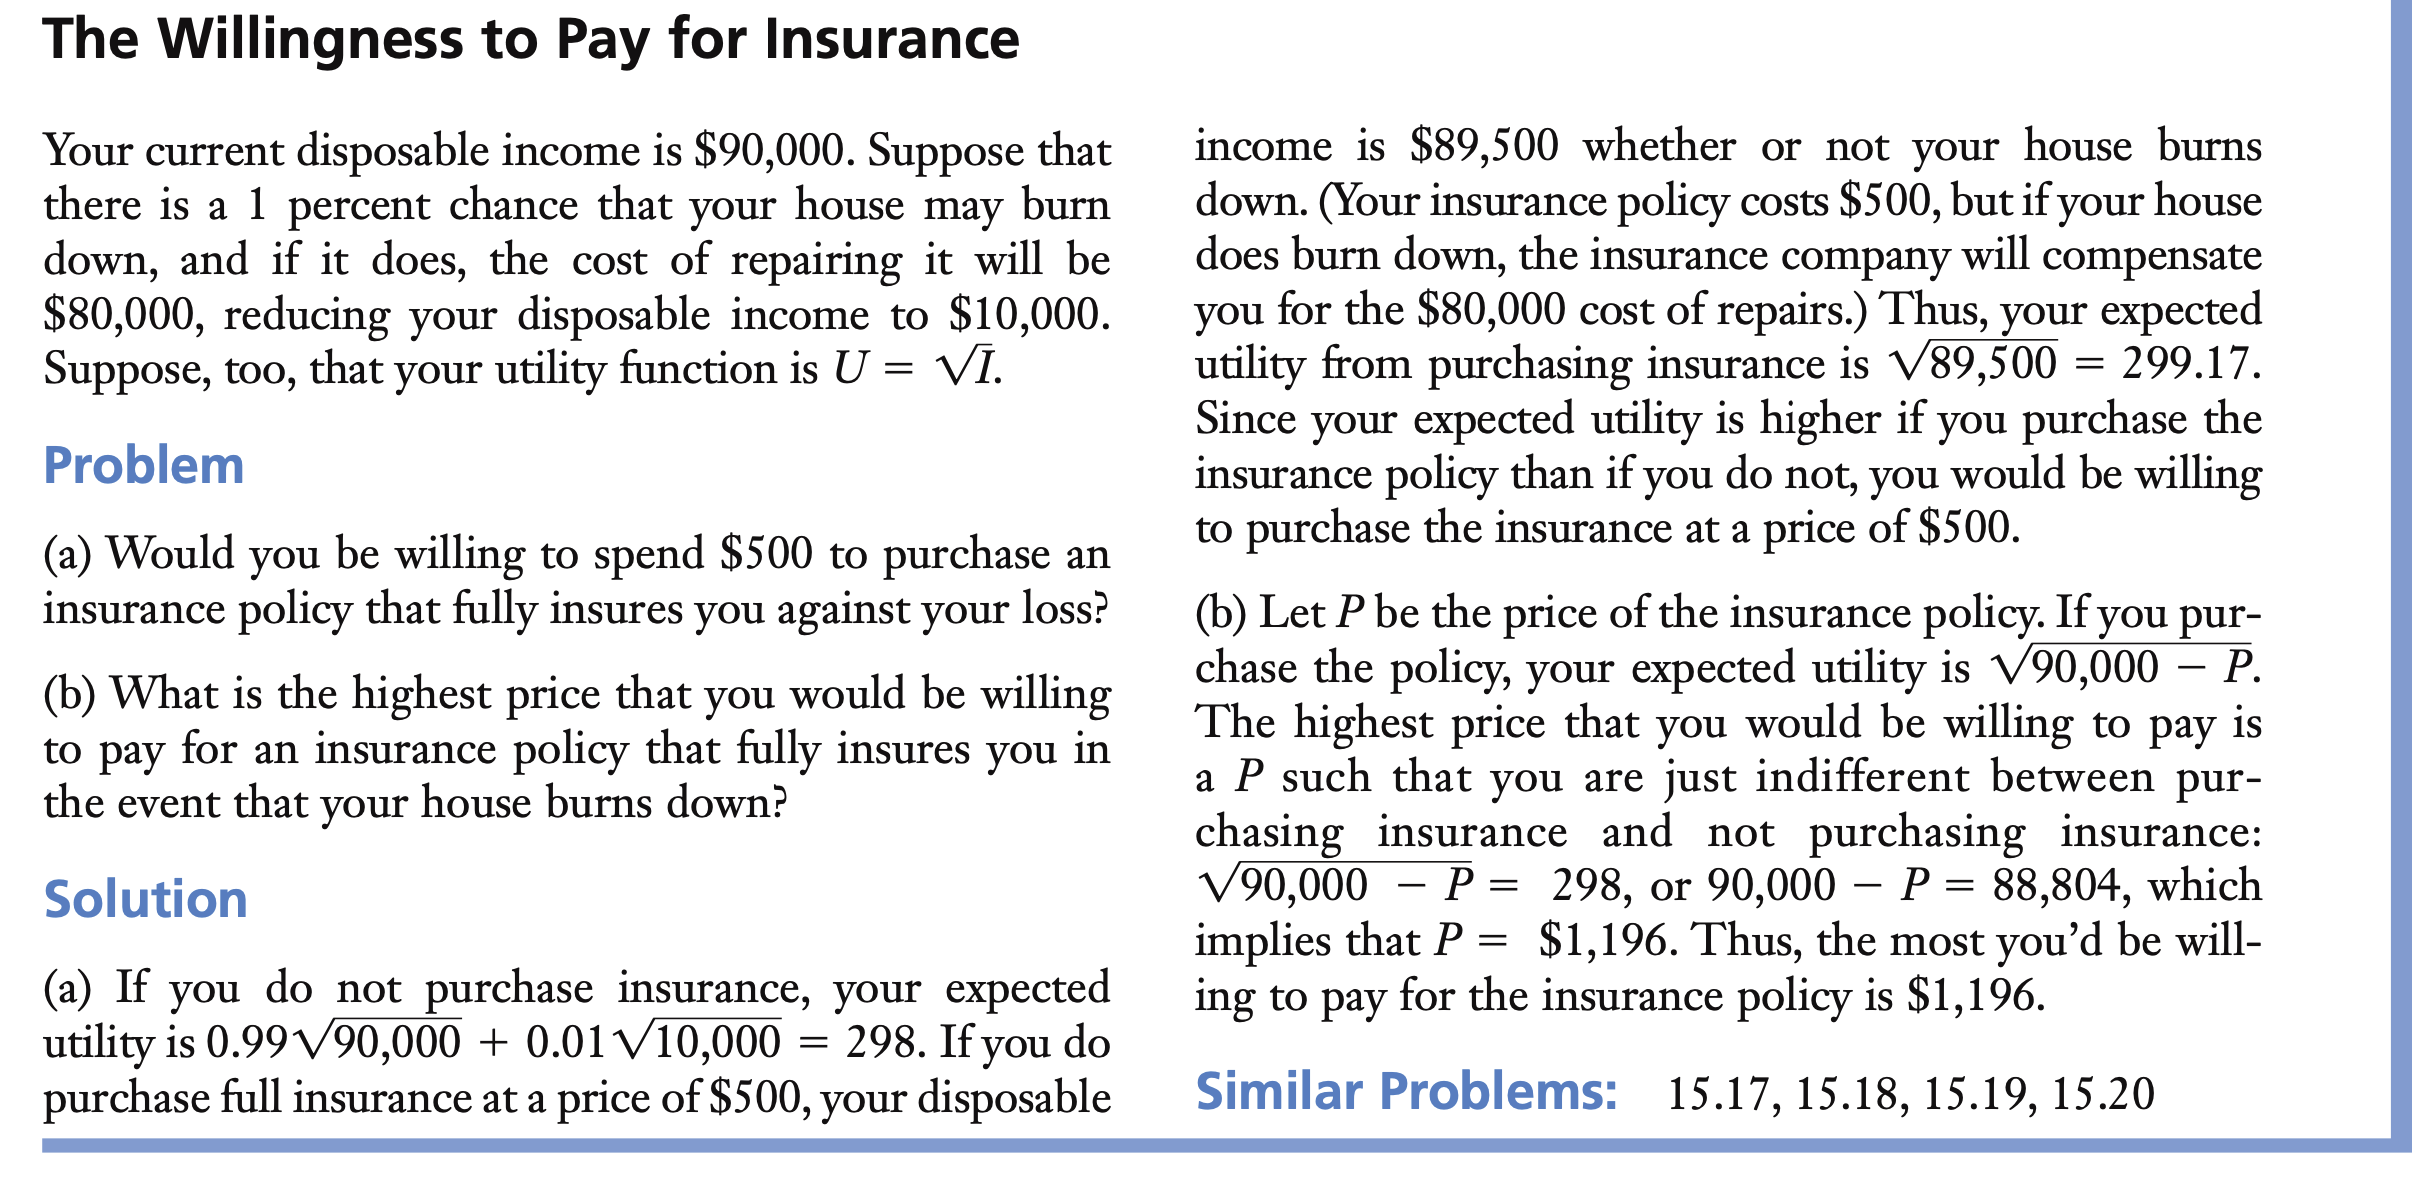 The Willingness to Pay for Insurance
Your current disposable income is $90,000. Suppose that
there is a 1 percent chance that your house may burn
down, and if it does, the cost of repairing it will be
$80,000, reducing your disposable income to $10,000.
Suppose, too, that your utility function is U = √I.
Problem
(a) Would you be willing to spend $500 to purchase an
insurance policy that fully insures you against your loss?
(b) What is the highest price that you would be willing
to pay for an insurance policy that fully insures you in
the event that your house burns down?
Solution
(a) If you do not purchase insurance, your expected
utility is 0.99√90,000 + 0.01√10,000 = 298. If you do
purchase full insurance at a price of $500, your disposable
income is $89,500 whether or not your house burns
down. (Your insurance policy costs $500, but if your house
does burn down, the insurance company will compensate
you for the $80,000 cost of repairs.) Thus, your expected
utility from purchasing insurance is √89,500 = 299.17.
Since your expected utility is higher if you purchase the
insurance policy than if you do not, you would be willing
to purchase the insurance at a price of $500.
(b) Let P be the price of the insurance policy. If you pur-
chase the policy, your expected utility is √90,000 − P.
The highest price that you would be willing to pay is
a P such that you are just indifferent between pur-
chasing insurance and not purchasing insurance:
√90,000 − P = 298, or 90,000 − P = 88,804, which
implies that P = $1,196. Thus, the most you'd be will-
ing to pay for the insurance policy is $1,196.
Similar Problems: 15.17, 15.18, 15.19, 15.20